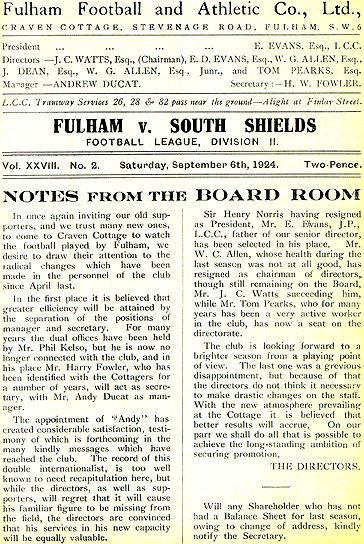 Fulham Football and Athletic Co., Ltd.,
CRAVEN COTTAGE, STEVENAGE ROAD, FULHAM, S.W.6
President ... ... ... ... E. EVANS, Esq., L.C.C.
Directors—J. C. WATTS, Esq., (Chairman), E. D. EVANS, Esq., W. G. ALLEN, Esq.,
J. DEAN, Esq., W. G. ALLEN, Esq., Junr., and TOM PEARKS, Esq.
Manager—ANDREW DUCAT. Secretary:—H. W. FOWLER.
L.C.C. Tramway Services 26, 28 & 82 pass near the ground—Alight at Finlay Street.
FULHAM v. SOUTH SHIELDS
FOOTBALL LEAGUE, DIVISION II.
Vol. XXVIII. No. 2. Saturday, September 6th, 1924. Two-Pence.
NOTES FROM THE BOARD ROOM
In once again inviting our old sup-
porters, and we trust many new ones,
to come to Craven Cottage to watch
the football played by Fulham, we
desire to draw their attention to the
radical changes which have been
made in the personnel of the club
since April last.
In the first place it is believed that
greater efficiency will be attained by
the separation of the positions of
manager and secretary. For many
years the dual offices have been held
by Mr. Phil Kelso, but he is now no
longer connected with the club, and in
his place Mr. Harry Fowler, who has
been identified with the Cottagers for
a number of years, will act as secre-
tary, with Mr. Andy Ducat as man-
ager.
The appointment of "Andy" has
created considerable satisfaction, testi-
mony of which is forthcoming in the
many kindly messages which have
reached the club. The record of this
double internationalist, is too well
known to need recapitulation here, but
while the directors, as well as sup-
porters, will regret that it will cause
his familiar figure to be missing from
the field, the directors are convinced
that his services in his new capacity
will be equally valuable.
Sir Henry Norris having resigned
as President, Mr. E. Evans, J.P.,
L.C.C., father of our senior director,
has been selected in his place. Mr.
W. C. Allen, whose health during the
last season was not at all good, has
resigned as chairman of directors,
though still remaining on the Board,
Mr. J. C. Watts succeeding him,
while Mr. Tom Pearks, who for many
years has been a very active worker
in the club, has now a seat on the
directorate.
The club is looking forward to a
brighter season from a playing point
of view. The last one was a grevious
disappointment, but because of that
the directors do not think it necessary
to make drastic changes on the staff.
With the new atmosphere prevailing
at the Cottage it is believed that
better results will accrue. On our
part we shall do all that is possible to
achieve the long-standing ambition of
securing promotion.
THE DIRECTORS.
Will any Shareholder who has not
had a Balance Sheet for last season,
owing to change of address, kindly
notify the Secretary.